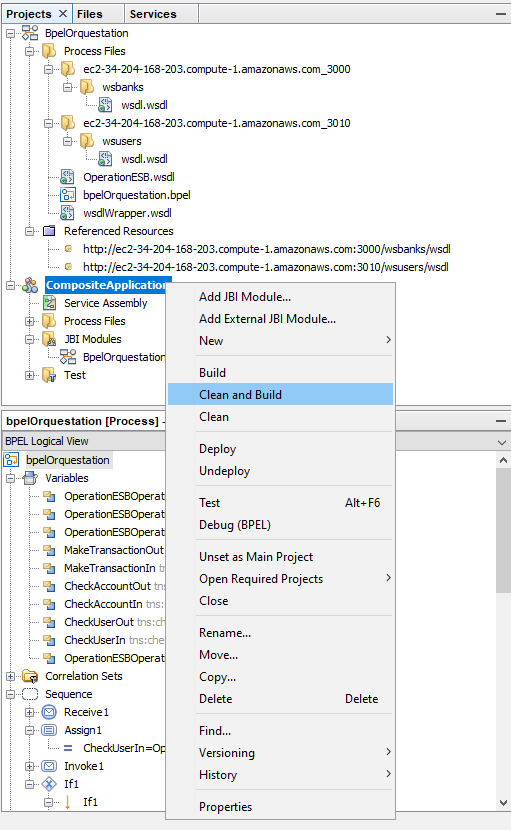 Projects
Files
Services
BpelOrquestation
Process Files
ec2-34-204-168-203.compute-1.amazonaws.com_3000
wsbanks
wsdl.wsdl
ec2-34-204-168-203.compute-1.amazonaws.com_3010
wsusers
wsdl.wsdl
OperationESB.wsdl
bpelOrquestation.bpel
wsdlWrapper.wsdl
Referenced Resources
http://ec2-34-204-168-203.compute-1.amazonaws.com:3000/wsbanks/wsdl
http://ec2-34-204-168-203.compute-1.amazonaws.com:3010/wsusers/wsdl
CompositeApplication
Service Assembly
Process Files
JBI Modules
BpelOrquestation
Test
Add JBI Module...
Add External JBI Module...
New
Build
Clean and Build
Clean
Deploy
Undeploy
Test Alt+F6
Debug (BPEL)
Unset as Main Project
Open Required Projects
Close
Rename...
Move...
Copy...
Delete Delete
Find...
Versioning
History
Properties
bpelOrquestation [Process] -
BPEL Logical View
bpelOrquestation
Variables
OperationESBOperat
OperationESBOperat
OperationESBOperat
MakeTransactionOut
MakeTransactionIn tns
CheckAccountOut tns:
CheckAccountIn tns:
CheckUserOut tns:che
CheckUserIn tns:che
OperationESBOperat
Correlation Sets
Sequence
Receive1
Assign1
CheckUserIn=Op
Invoke1
If1
If1